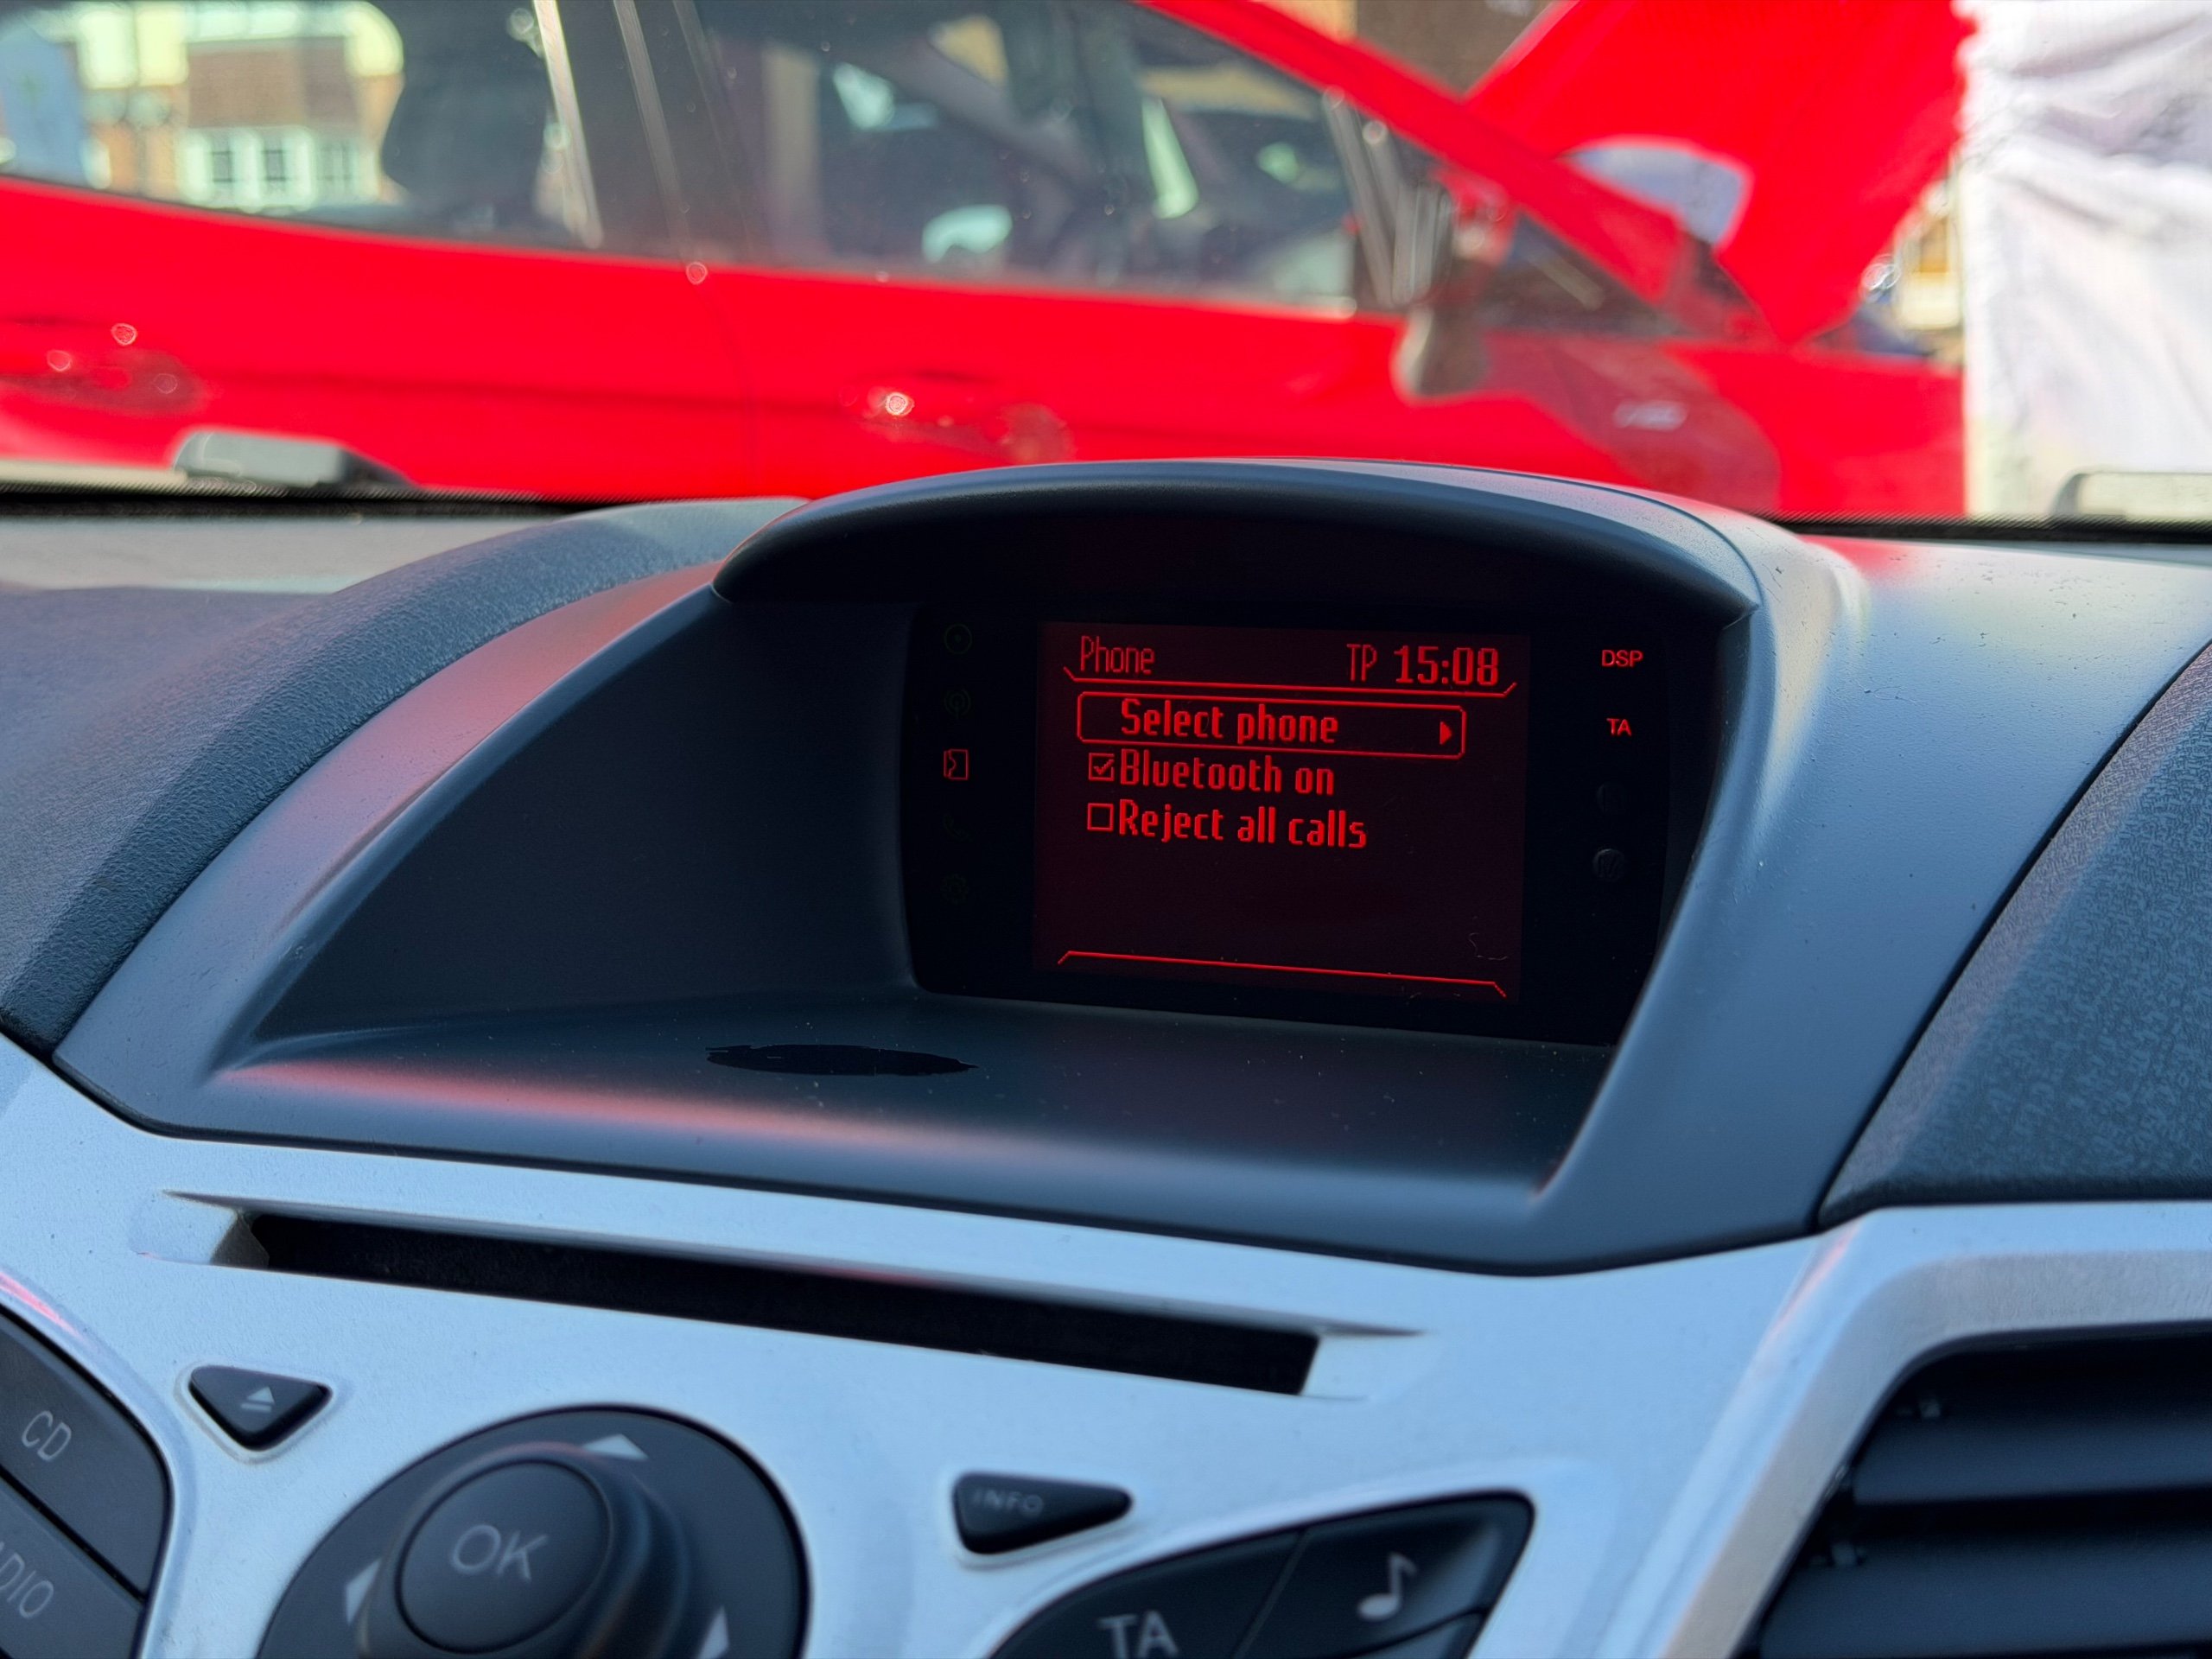 Phone TP 15:08
Select phone
Bluetooth on
Reject all calls
DSP
TA
CD
OK
INFO
TA